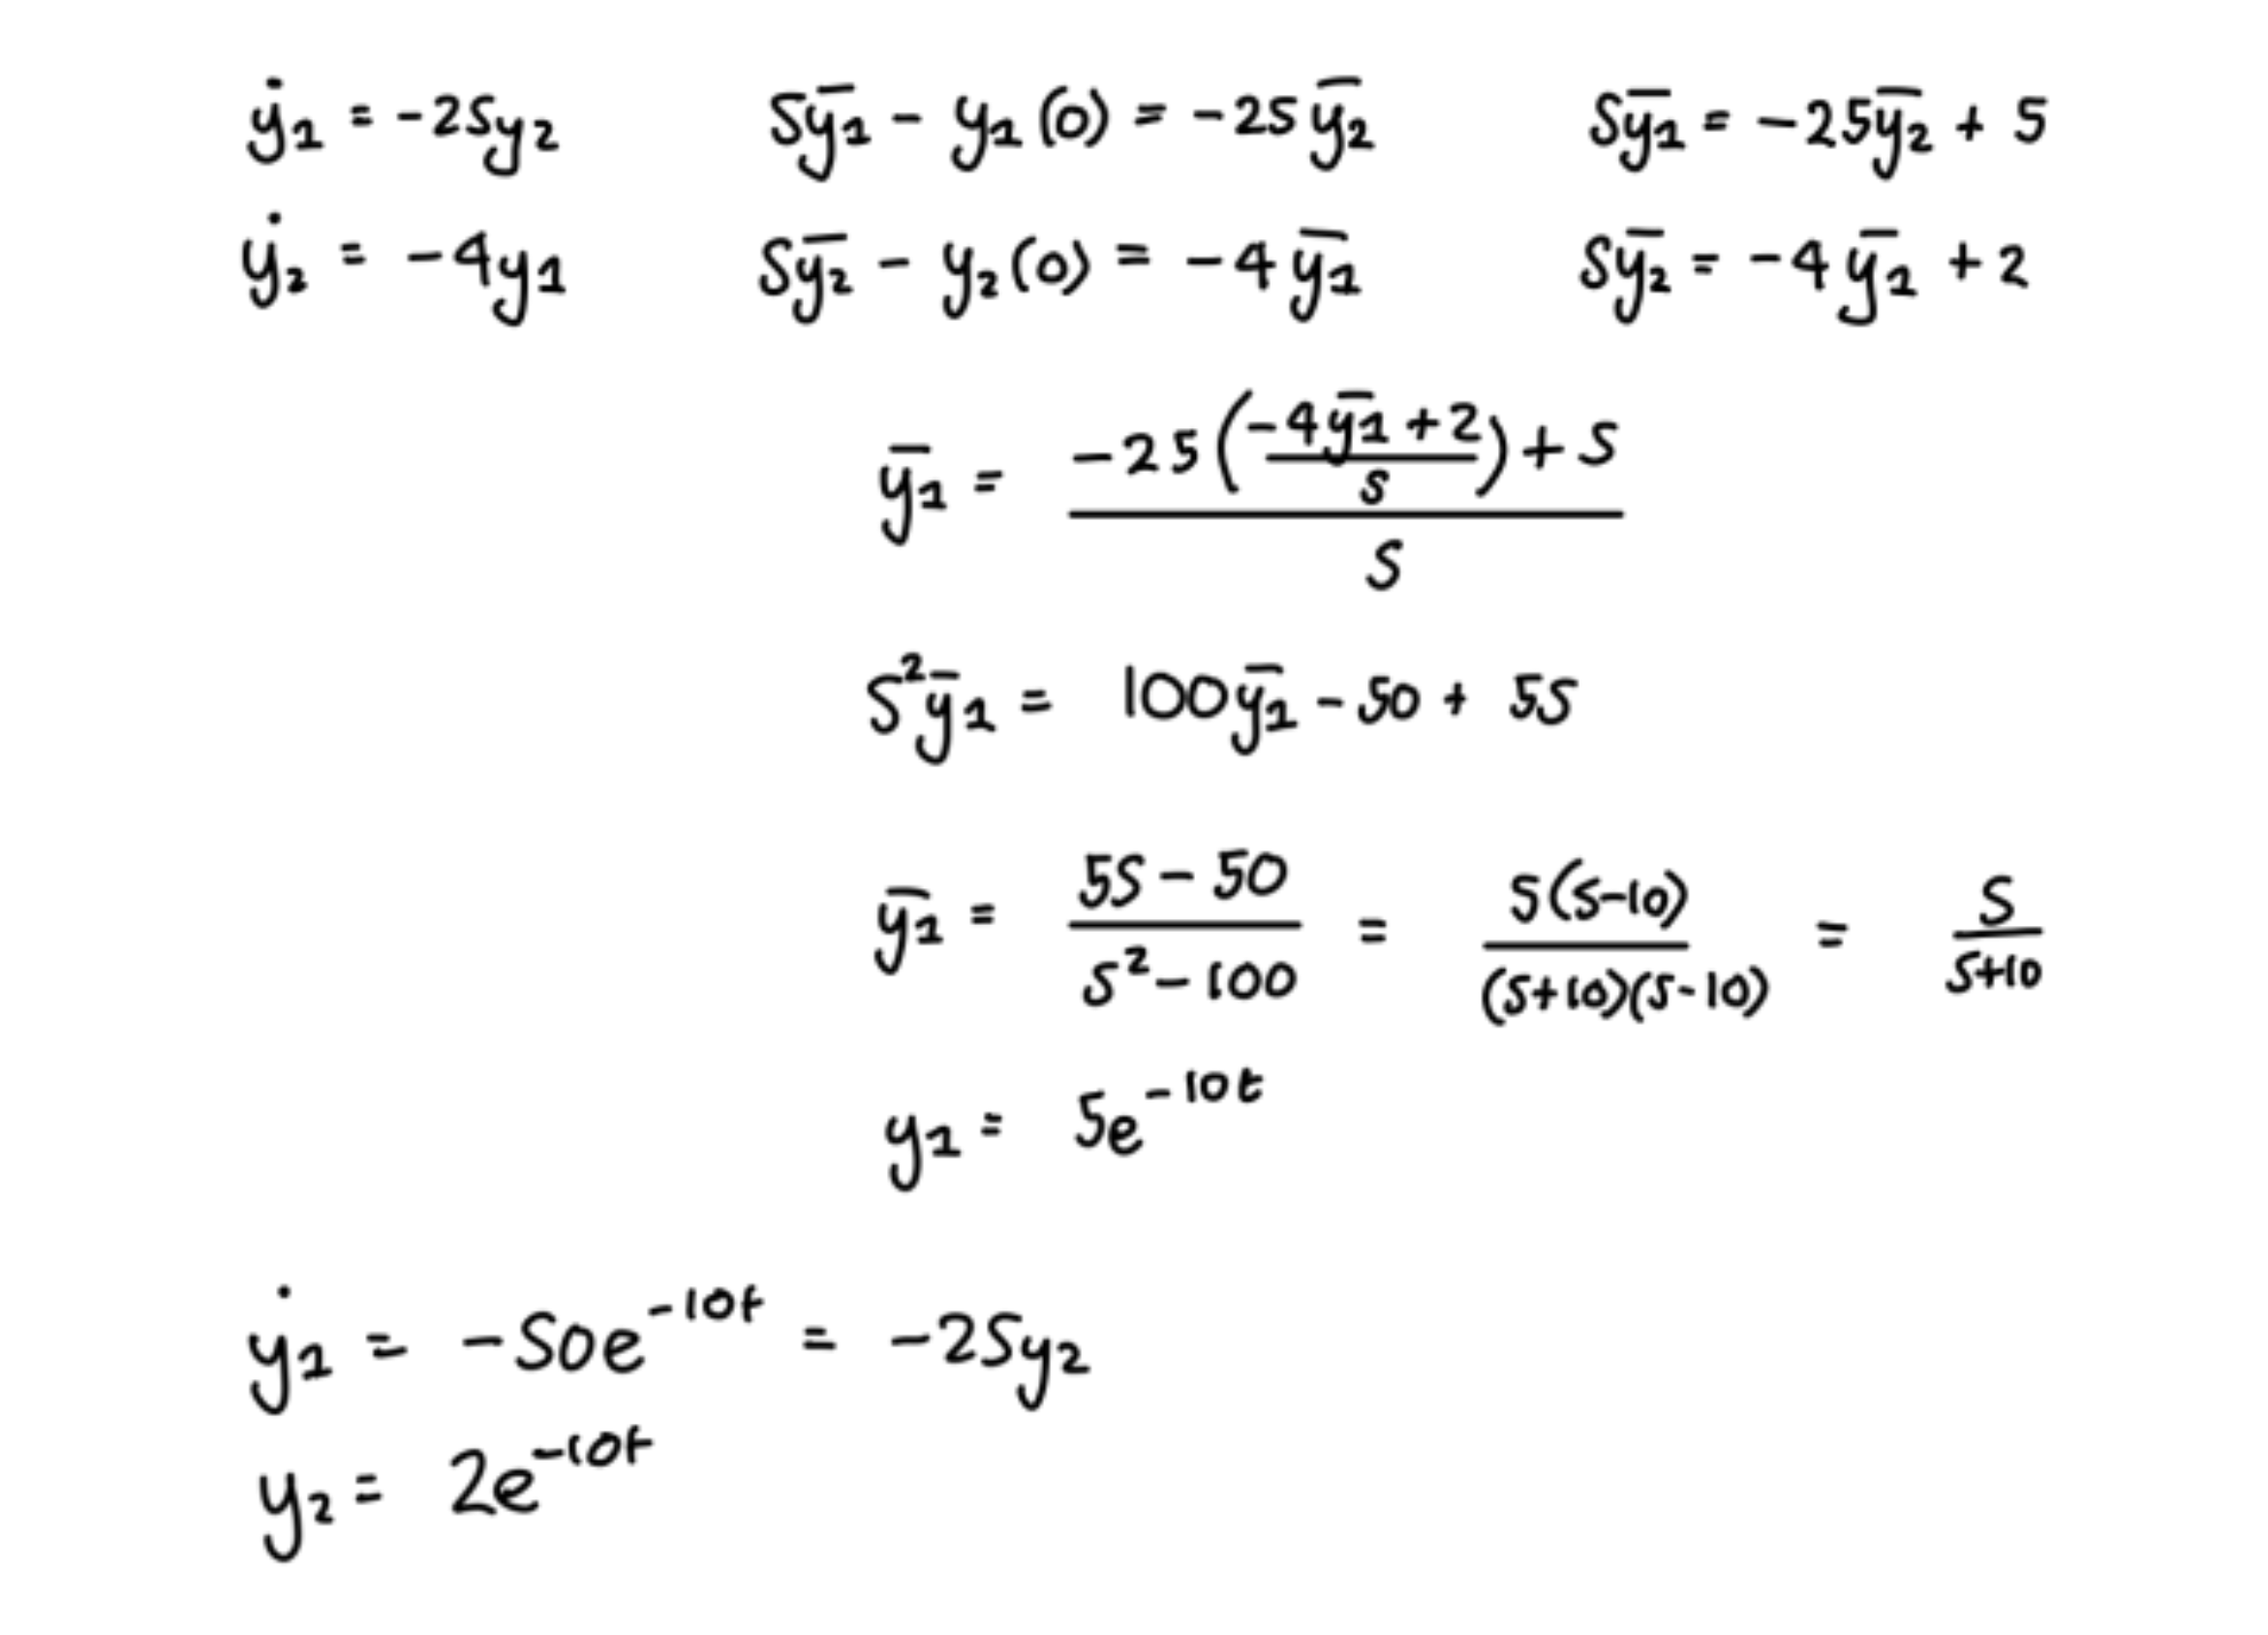 ẏ₁ = -25y₂ sȳ₁ - y₁(0) = -25ȳ₂ sȳ₁ = -25ȳ₂ + 5
ẏ₂ = -4y₁ sȳ₂ - y₂(0) = -4ȳ₁ sȳ₂ = -4ȳ₁ + 2
ȳ₁ = (-25((-4ȳ₁ + 2)/s) + 5)/s
s²ȳ₁ = 100ȳ₁ - 50 + 5s
ȳ₁ = (5s - 50)/(s² - 100) = 5(s-10)/((s+10)(s-10)) = 5/(s+10)
y₁ = 5e^(-10t)
ẏ₁ = -50e^(-10t) = -25y₂
y₂ = 2e^(-10t)